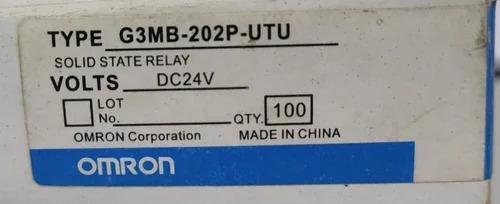 TYPE G3MB-202P-UTU
SOLID STATE RELAY
VOLTS DC24V
LOT
No. QTY. 100
OMRON Corporation MADE IN CHINA
OMRON